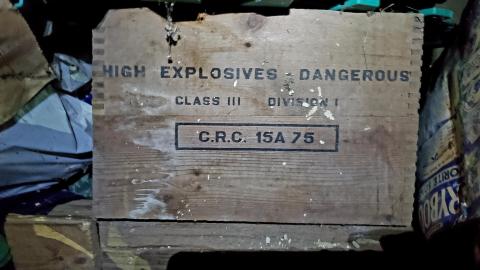 HIGH EXPLOSIVES - DANGEROUS
CLASS III DIVISION I
C.R.C. 15A 75